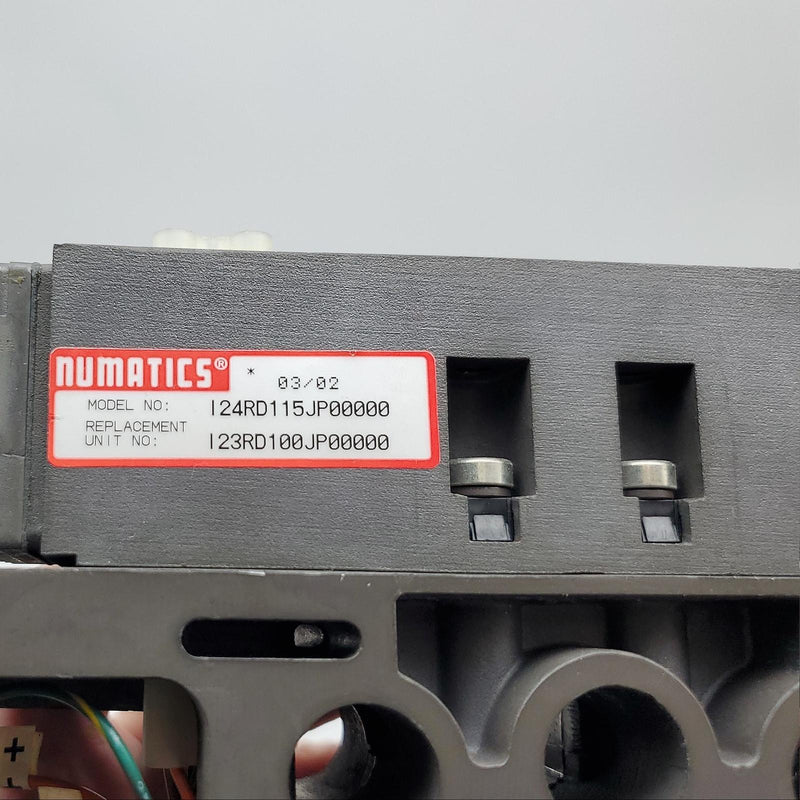 NUMATICS® * 03/02
MODEL NO: I24RD115JP00000
REPLACEMENT
UNIT NO: I23RD100JP00000
+